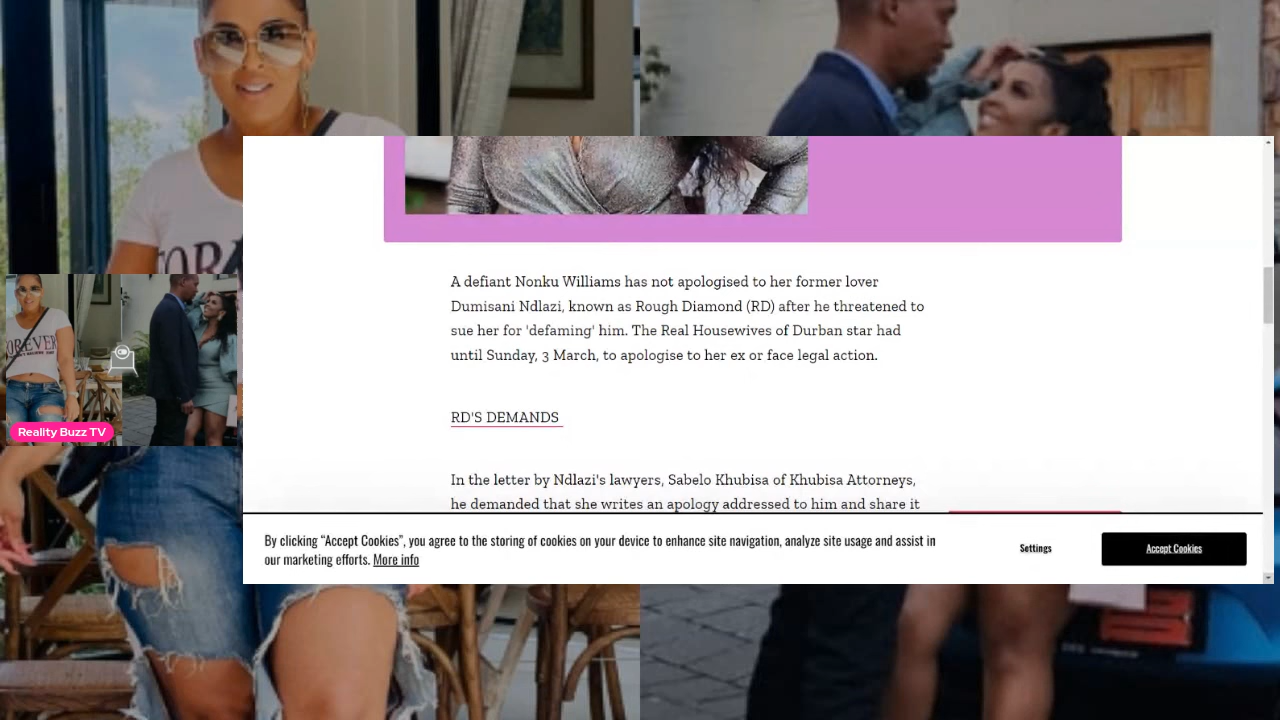 A defiant Nonku Williams has not apologised to her former lover
Dumisani Ndlazi, known as Rough Diamond (RD) after he threatened to
sue her for 'defaming' him. The Real Housewives of Durban star had
until Sunday, 3 March, to apologise to her ex or face legal action.
RD'S DEMANDS
In the letter by Ndlazi's lawyers, Sabelo Khubisa of Khubisa Attorneys,
he demanded that she writes an apology addressed to him and share it
By clicking “Accept Cookies”, you agree to the storing of cookies on your device to enhance site navigation, analyze site usage and assist in
our marketing efforts. More info
Settings
Accept Cookies
OREVER
Reality Buzz TV